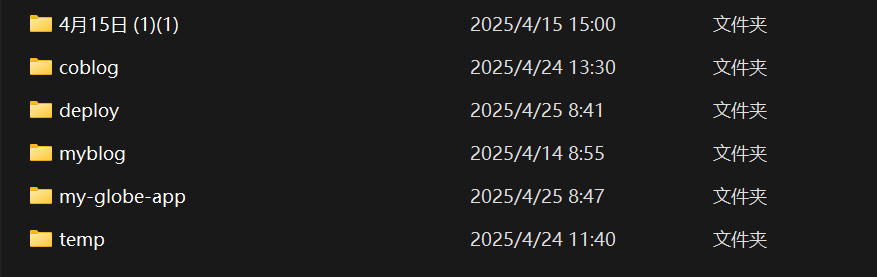 4月15日 (1)(1) 2025/4/15 15:00 文件夹
coblog 2025/4/24 13:30 文件夹
deploy 2025/4/25 8:41 文件夹
myblog 2025/4/14 8:55 文件夹
my-globe-app 2025/4/25 8:47 文件夹
temp 2025/4/24 11:40 文件夹